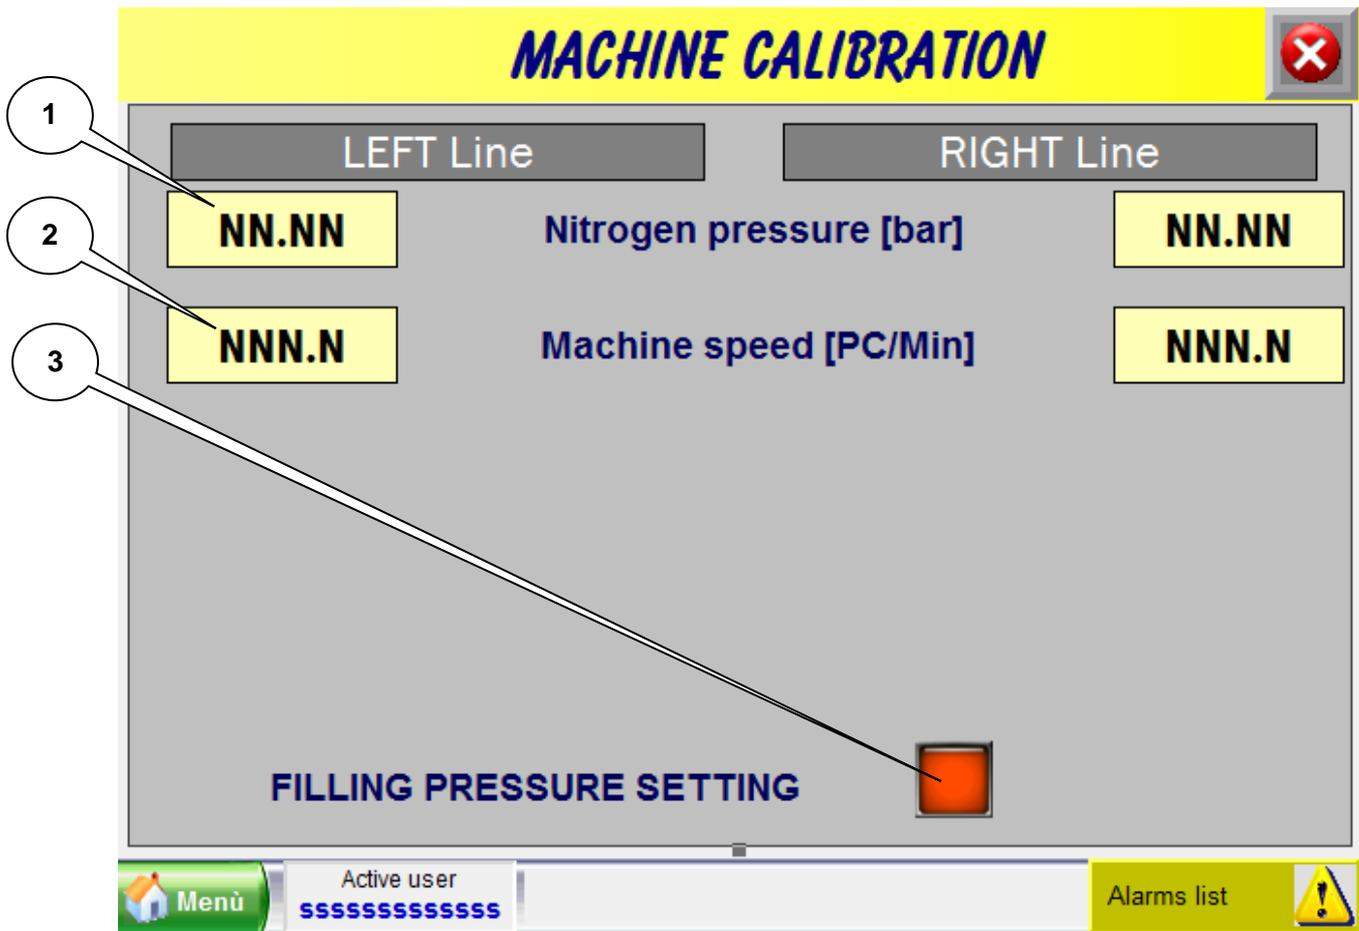 MACHINE CALIBRATION
1
LEFT Line
RIGHT Line
NN.NN
Nitrogen pressure [bar]
NN.NN
2
NNN.N
Machine speed [PC/Min]
NNN.N
3
FILLING PRESSURE SETTING
Menù
Active user
sssssssssssss
Alarms list